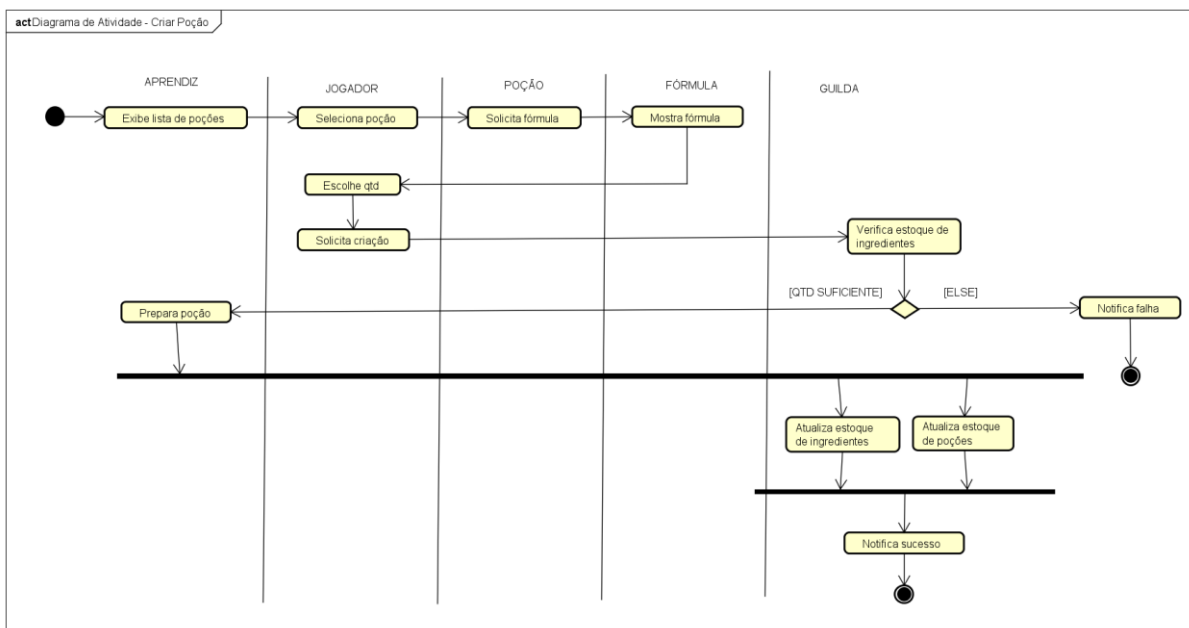 act Diagrama de Atividade - Criar Poção
APRENDIZ
JOGADOR
POÇÃO
FÓRMULA
GUILDA
Exibe lista de poções
Seleciona poção
Solicita fórmula
Mostra fórmula
Escolhe qtd
Solicita criação
Verifica estoque de
ingredientes
[QTD SUFICIENTE]
[ELSE]
Prepara poção
Notifica falha
Atualiza estoque
de ingredientes
Atualiza estoque
de poções
Notifica sucesso